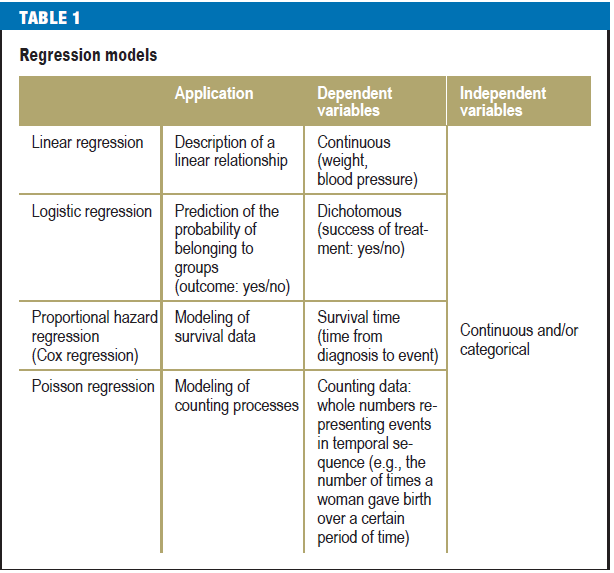 TABLE 1
Regression models
Application
Dependent
variables
Independent
variables
Linear regression
Description of a
linear relationship
Continuous
(weight,
blood pressure)
Logistic regression
Prediction of the
probability of
belonging to
groups
(outcome: yes/no)
Dichotomous
(success of treat-
ment: yes/no)
Proportional hazard
regression
(Cox regression)
Modeling of
survival data
Survival time
(time from
diagnosis to event)
Poisson regression
Modeling of
counting processes
Counting data:
whole numbers re-
presenting events
in temporal se-
quence (e.g., the
number of times a
woman gave birth
over a certain
period of time)
Continuous and/or
categorical